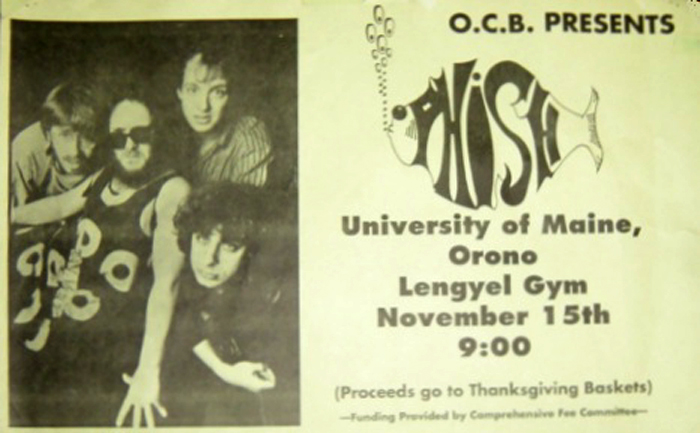 O.C.B. PRESENTS
PHISH
University of Maine,
Orono
Lengyel Gym
November 15th
9:00
(Proceeds go to Thanksgiving Baskets)
—Funding Provided by Comprehensive Fee Committee—